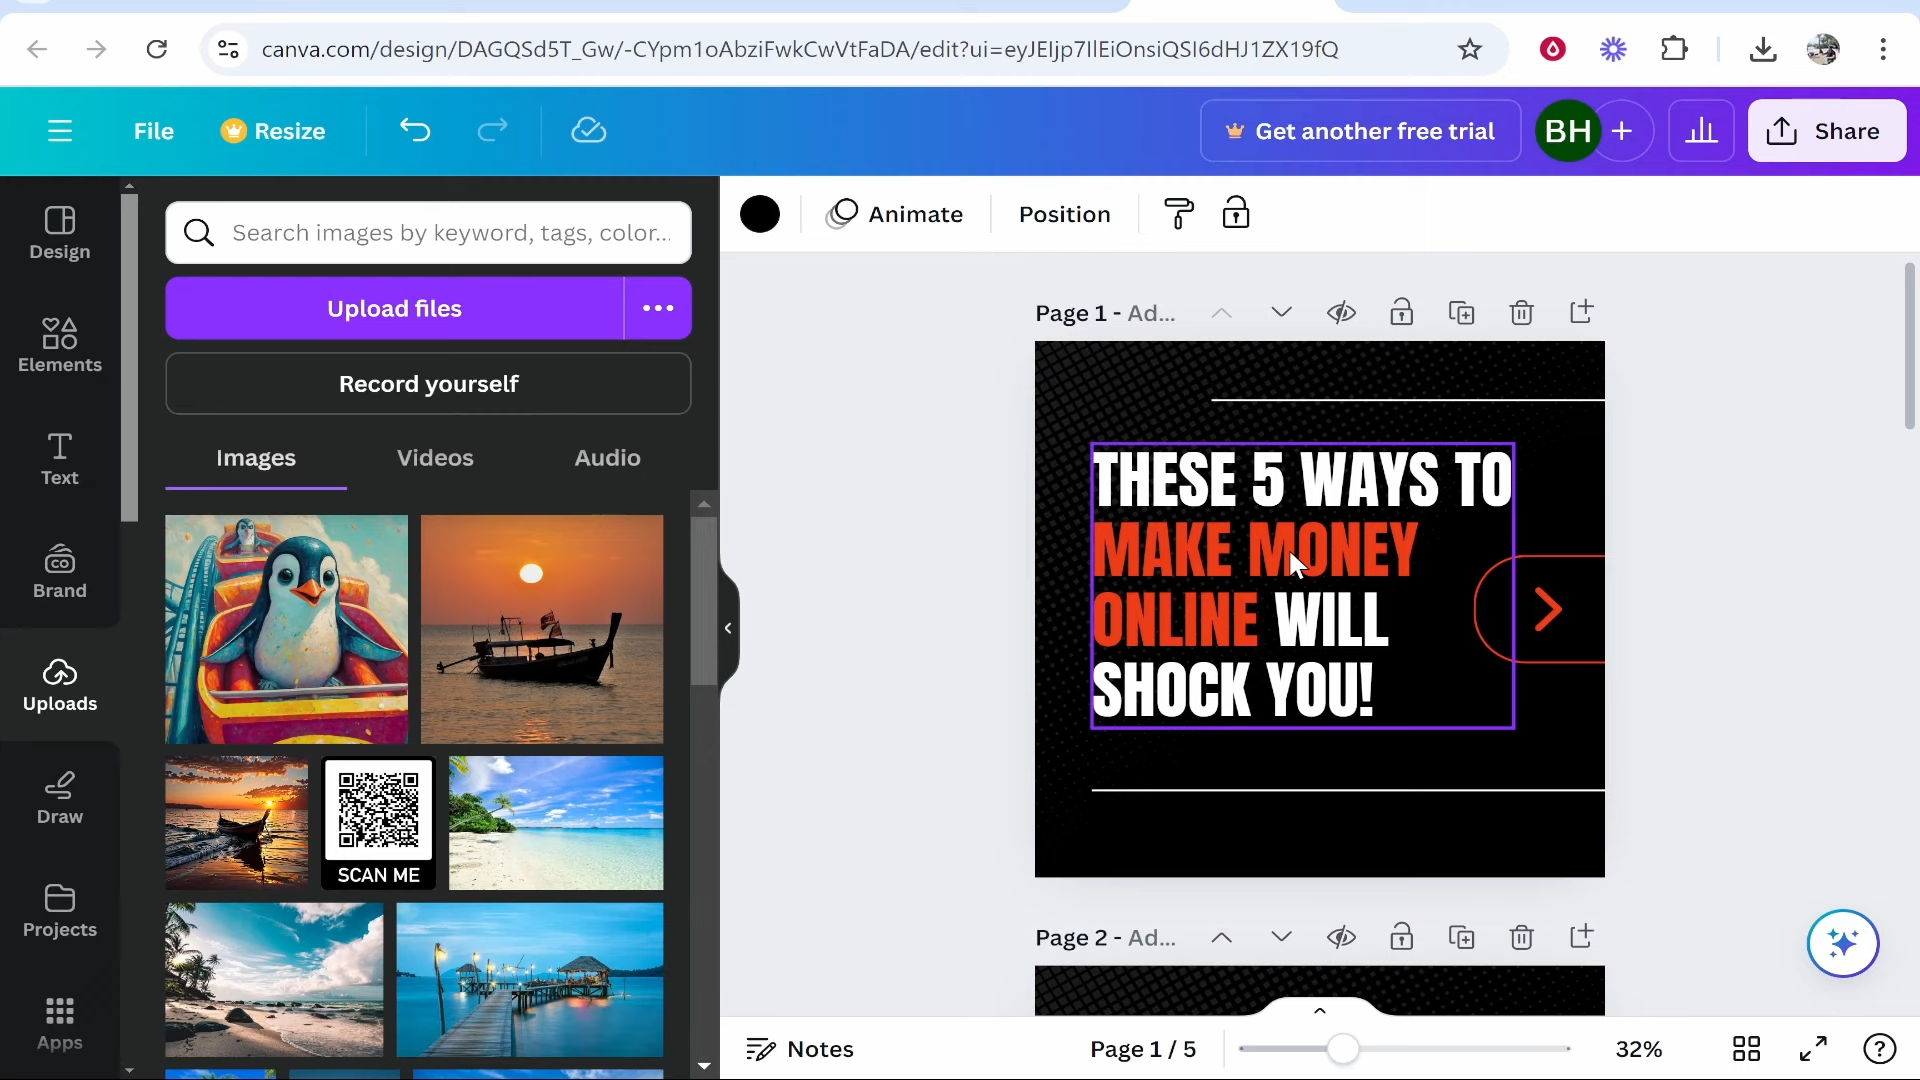 canva.com/design/DAGQSd5T_Gw/-CYpm1oAbziFwkCwVtFaDA/edit?ui=eyJEIjp7IlEiOnsiQSI6dHJ1ZX19fQ
File
Resize
Get another free trial
BH
Share
Design
Elements
Text
Brand
Uploads
Draw
Projects
Apps
Search images by keyword, tags, color...
Upload files
Record yourself
Images
Videos
Audio
SCAN ME
Animate
Position
Page 1 - Ad...
THESE 5 WAYS TO
MAKE MONEY
ONLINE WILL
SHOCK YOU!
Page 2 - Ad...
Notes
Page 1 / 5
32%